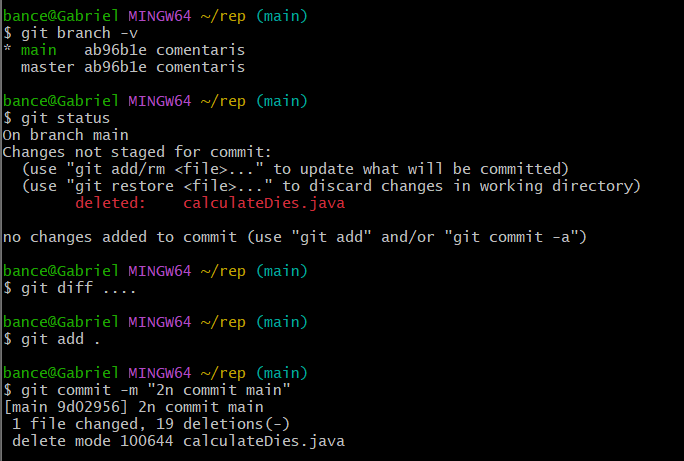 bance@Gabriel MINGW64 ~/rep (main)
$ git branch -v
* main   ab96b1e comentaris
  master ab96b1e comentaris

bance@Gabriel MINGW64 ~/rep (main)
$ git status
On branch main
Changes not staged for commit:
  (use "git add/rm <file>..." to update what will be committed)
  (use "git restore <file>..." to discard changes in working directory)
        deleted:    calculateDies.java

no changes added to commit (use "git add" and/or "git commit -a")

bance@Gabriel MINGW64 ~/rep (main)
$ git diff ....

bance@Gabriel MINGW64 ~/rep (main)
$ git add .

bance@Gabriel MINGW64 ~/rep (main)
$ git commit -m "2n commit main"
[main 9d02956] 2n commit main
 1 file changed, 19 deletions(-)
 delete mode 100644 calculateDies.java